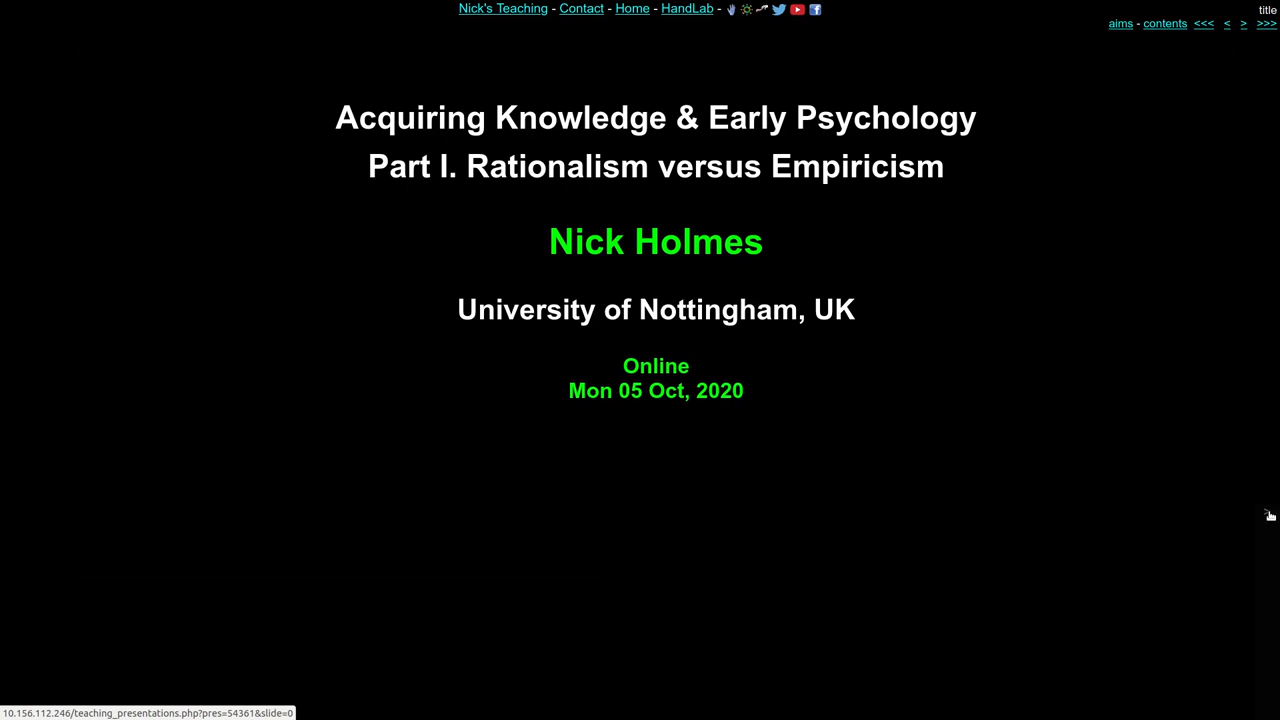 Nick's Teaching - Contact - Home - HandLab -
title
aims - contents <<< < > >>>
Acquiring Knowledge & Early Psychology
Part I. Rationalism versus Empiricism
Nick Holmes
University of Nottingham, UK
Online
Mon 05 Oct, 2020
>
10.156.112.246/teaching_presentations.php?pres=54361&slide=0